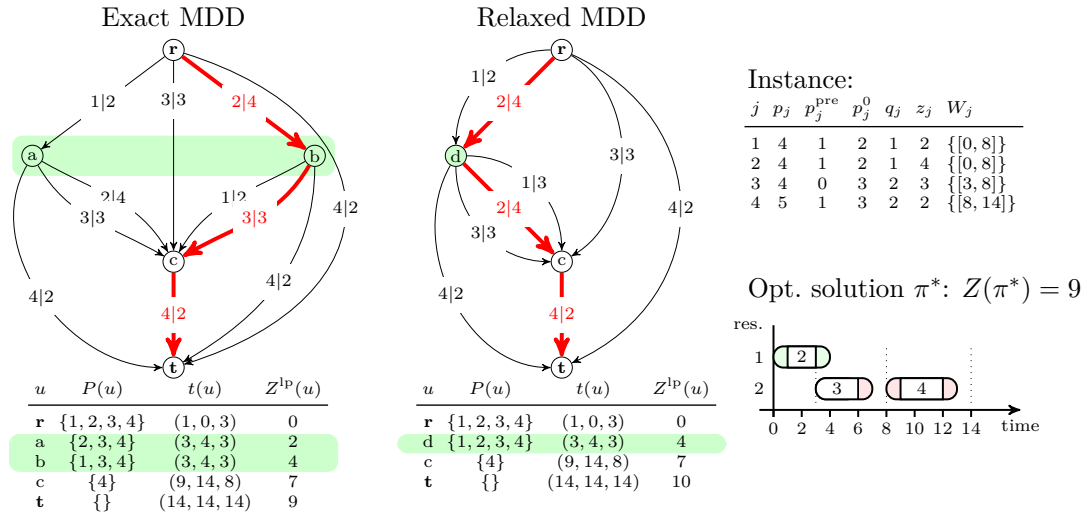 Exact MDD
r
1|2
3|3
2|4
a
b
2|4
3|3
1|2
3|3
4|2
c
4|2
4|2
4|2
t
u P(u) t(u) Z^lp(u)
r {1, 2, 3, 4} (1, 0, 3) 0
a {2, 3, 4} (3, 4, 3) 2
b {1, 3, 4} (3, 4, 3) 4
c {4} (9, 14, 8) 7
t {} (14, 14, 14) 9
Relaxed MDD
r
1|2
2|4
3|3
d
1|3
2|4
3|3
4|2
c
4|2
t
u P(u) t(u) Z^lp(u)
r {1, 2, 3, 4} (1, 0, 3) 0
d {1, 2, 3, 4} (3, 4, 3) 4
c {4} (9, 14, 8) 7
t {} (14, 14, 14) 10
Instance:
j p_j p_j^pre p_j^0 q_j z_j W_j
1 4 1 2 1 2 {[0, 8]}
2 4 1 2 1 4 {[0, 8]}
3 4 0 3 2 3 {[3, 8]}
4 5 1 3 2 2 {[8, 14]}
Opt. solution π*: Z(π*) = 9
res.
1 2
2 3 4
0 2 4 6 8 10 12 14 time